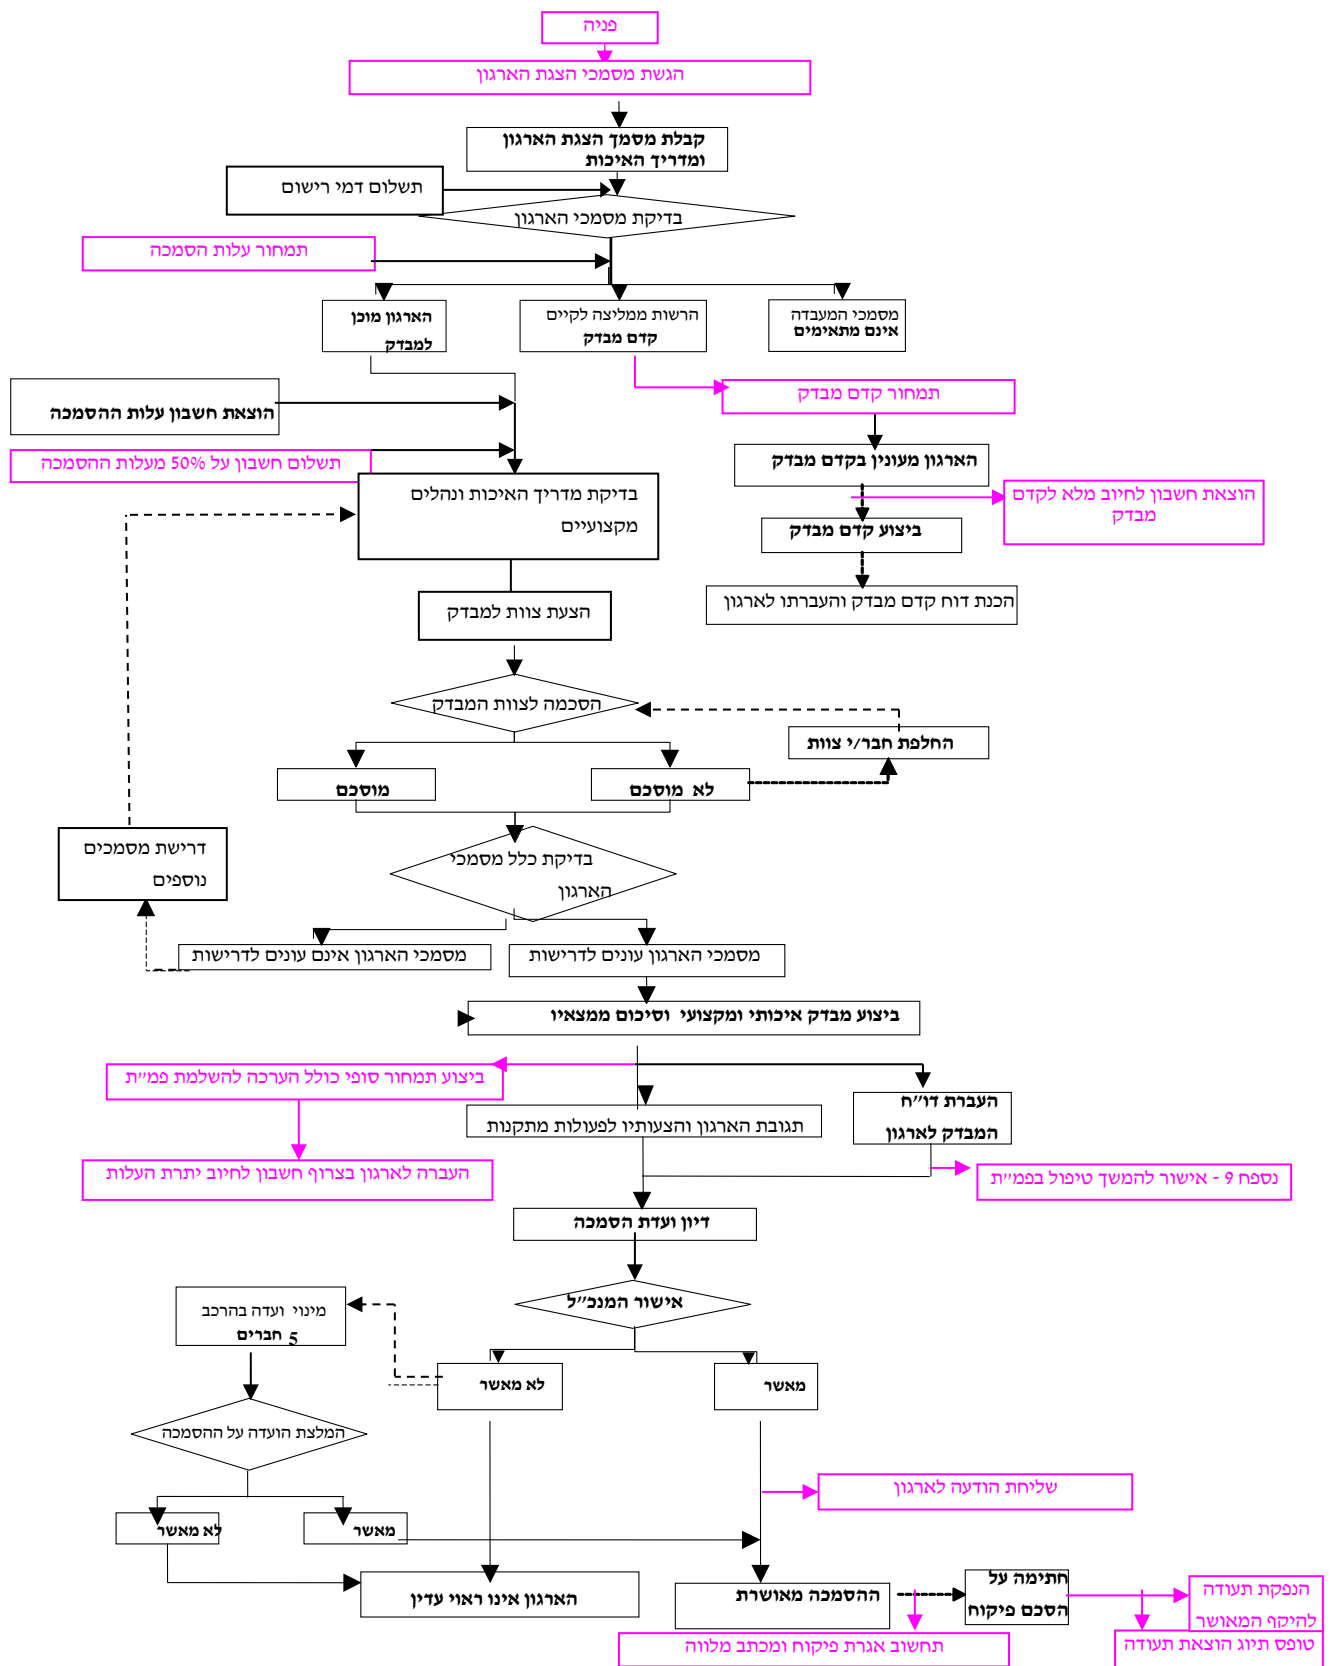 פניה
הגשת מסמכי הצגת הארגון
קבלת מסמך הצגת הארגון
ומדריך האיכות
תשלום דמי רישום
בדיקת מסמכי הארגון
תמחור עלות הסמכה
הארגון מוכן
למבדק
הרשות ממליצה לקיים
קדם מבדק
מסמכי המעבדה
אינם מתאימים
הוצאת חשבון עלות ההסמכה
תמחור קדם מבדק
תשלום חשבון על 50% מעלות ההסמכה
הארגון מעונין בקדם מבדק
בדיקת מדריך האיכות ונהלים
מקצועיים
הוצאת חשבון לחיוב מלא לקדם
מבדק
ביצוע קדם מבדק
הכנת דוח קדם מבדק והעברתו לארגון
הצעת צוות למבדק
הסכמה לצוות המבדק
החלפת חבר/י צוות
מוסכם
לא מוסכם
דרישת מסמכים
נוספים
בדיקת כלל מסמכי
הארגון
מסמכי הארגון אינם עונים לדרישות
מסמכי הארגון עונים לדרישות
ביצוע מבדק איכותי ומקצועי וסיכום ממצאיו
ביצוע תמחור סופי כולל הערכה להשלמת פמ״ת
העברת דו״ח
המבדק לארגון
תגובת הארגון והצעותיו לפעולות מתקנות
העברה לארגון בצרוף חשבון לחיוב יתרת העלות
נספח 9 - אישור להמשך טיפול בפמ״ת
דיון ועדת הסמכה
אישור המנכ״ל
מינוי ועדה בהרכב
5 חברים
לא מאשר
מאשר
המלצת הועדה על ההסמכה
שליחת הודעה לארגון
לא מאשר
מאשר
הארגון אינו ראוי עדין
ההסמכה מאושרת
חתימה על
הסכם פיקוח
הנפקת תעודה
להיקף המאושר
תחשוב אגרת פיקוח ומכתב מלווה
טופס תיוג הוצאת תעודה